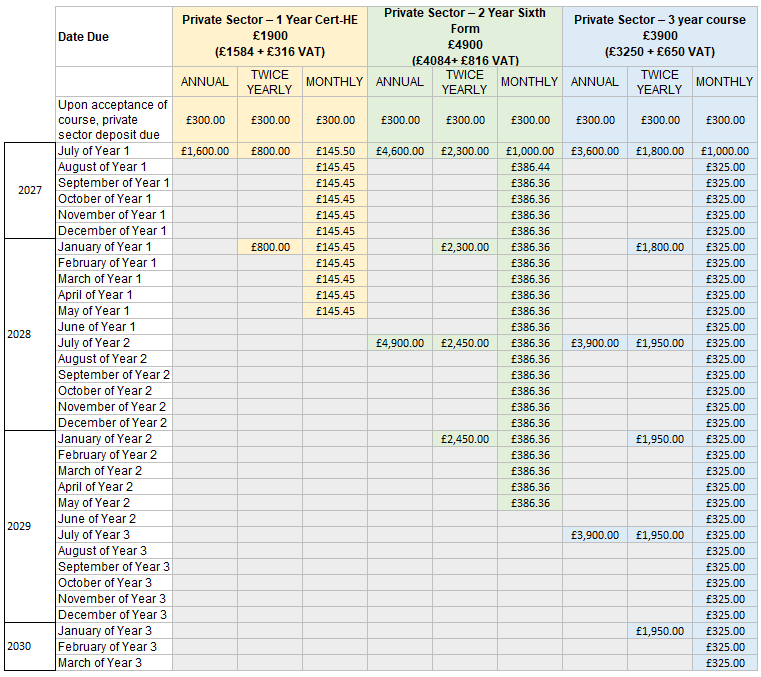 Date Due
Private Sector – 1 Year Cert-HE
£1900
(£1584 + £316 VAT)
Private Sector – 2 Year Sixth
Form
£4900
(£4084+ £816 VAT)
Private Sector – 3 year course
£3900
(£3250 + £650 VAT)
ANNUAL TWICE YEARLY MONTHLY ANNUAL TWICE YEARLY MONTHLY ANNUAL TWICE YEARLY MONTHLY
Upon acceptance of
course, private
sector deposit due
£300.00 £300.00 £300.00 £300.00 £300.00 £300.00 £300.00 £300.00 £300.00
2027
July of Year 1 £1,600.00 £800.00 £145.50 £4,600.00 £2,300.00 £1,000.00 £3,600.00 £1,800.00 £1,000.00
August of Year 1 £145.45 £386.44 £325.00
September of Year 1 £145.45 £386.36 £325.00
October of Year 1 £145.45 £386.36 £325.00
November of Year 1 £145.45 £386.36 £325.00
December of Year 1 £145.45 £386.36 £325.00
2028
January of Year 1 £800.00 £145.45 £2,300.00 £386.36 £1,800.00 £325.00
February of Year 1 £145.45 £386.36 £325.00
March of Year 1 £145.45 £386.36 £325.00
April of Year 1 £145.45 £386.36 £325.00
May of Year 1 £145.45 £386.36 £325.00
June of Year 1 £386.36 £325.00
July of Year 2 £4,900.00 £2,450.00 £386.36 £3,900.00 £1,950.00 £325.00
August of Year 2 £386.36 £325.00
September of Year 2 £386.36 £325.00
October of Year 2 £386.36 £325.00
November of Year 2 £386.36 £325.00
December of Year 2 £386.36 £325.00
2029
January of Year 2 £2,450.00 £386.36 £1,950.00 £325.00
February of Year 2 £386.36 £325.00
March of Year 2 £386.36 £325.00
April of Year 2 £386.36 £325.00
May of Year 2 £386.36 £325.00
June of Year 2 £325.00
July of Year 3 £3,900.00 £1,950.00 £325.00
August of Year 3 £325.00
September of Year 3 £325.00
October of Year 3 £325.00
November of Year 3 £325.00
December of Year 3 £325.00
2030
January of Year 3 £1,950.00 £325.00
February of Year 3 £325.00
March of Year 3 £325.00